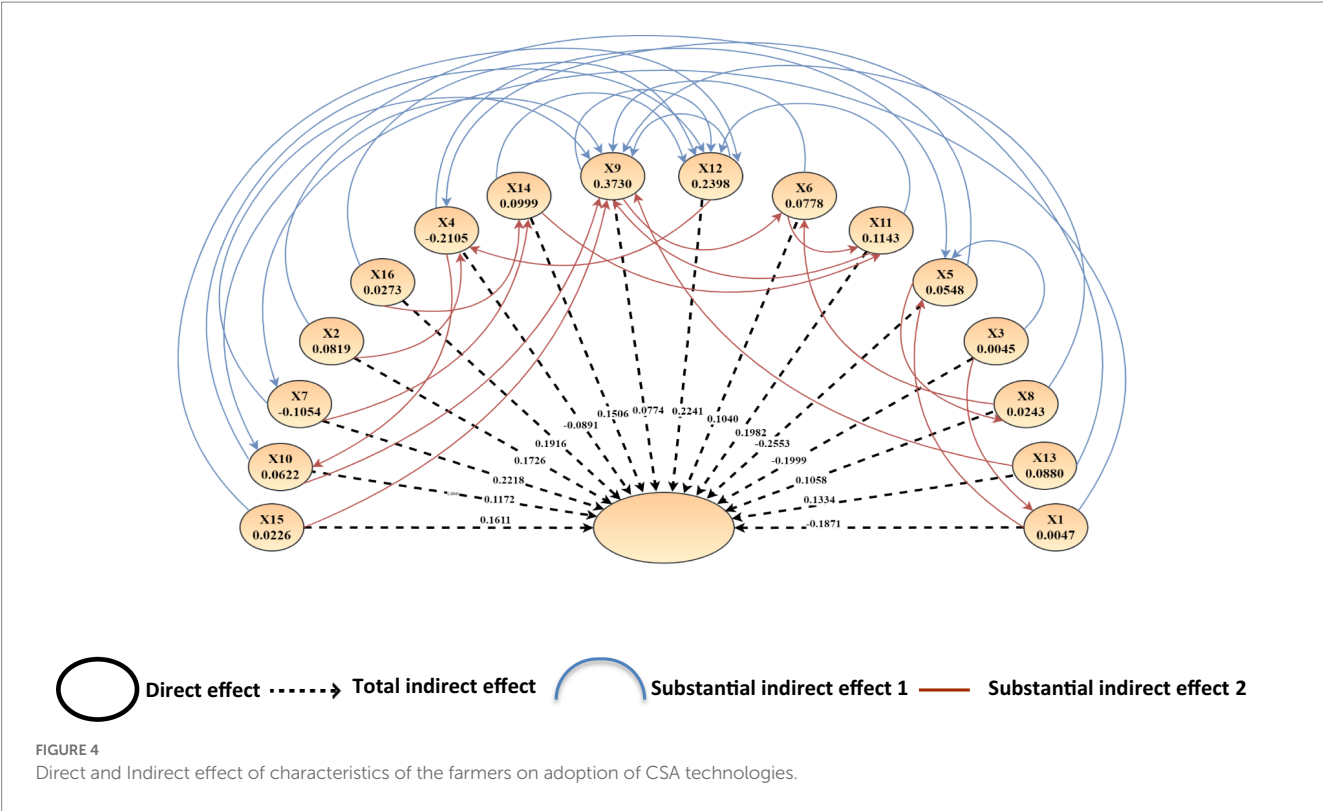 X9
0.3730
X12
0.2398
X14
0.0999
X6
0.0778
X4
-0.2105
X11
0.1143
X16
0.0273
X5
0.0548
X2
0.0819
X3
0.0045
X7
-0.1054
X8
0.0243
X10
0.0622
X13
0.0880
X15
0.0226
X1
0.0047
0.1506
0.0774
0.2241
0.1040
-0.0891
0.1982
0.1916
-0.2553
0.1726
-0.1999
0.2218
0.1058
0.1172
0.1334
0.1611
-0.1871
Direct effect
Total indirect effect
Substantial indirect effect 1
Substantial indirect effect 2
FIGURE 4
Direct and Indirect effect of characteristics of the farmers on adoption of CSA technologies.